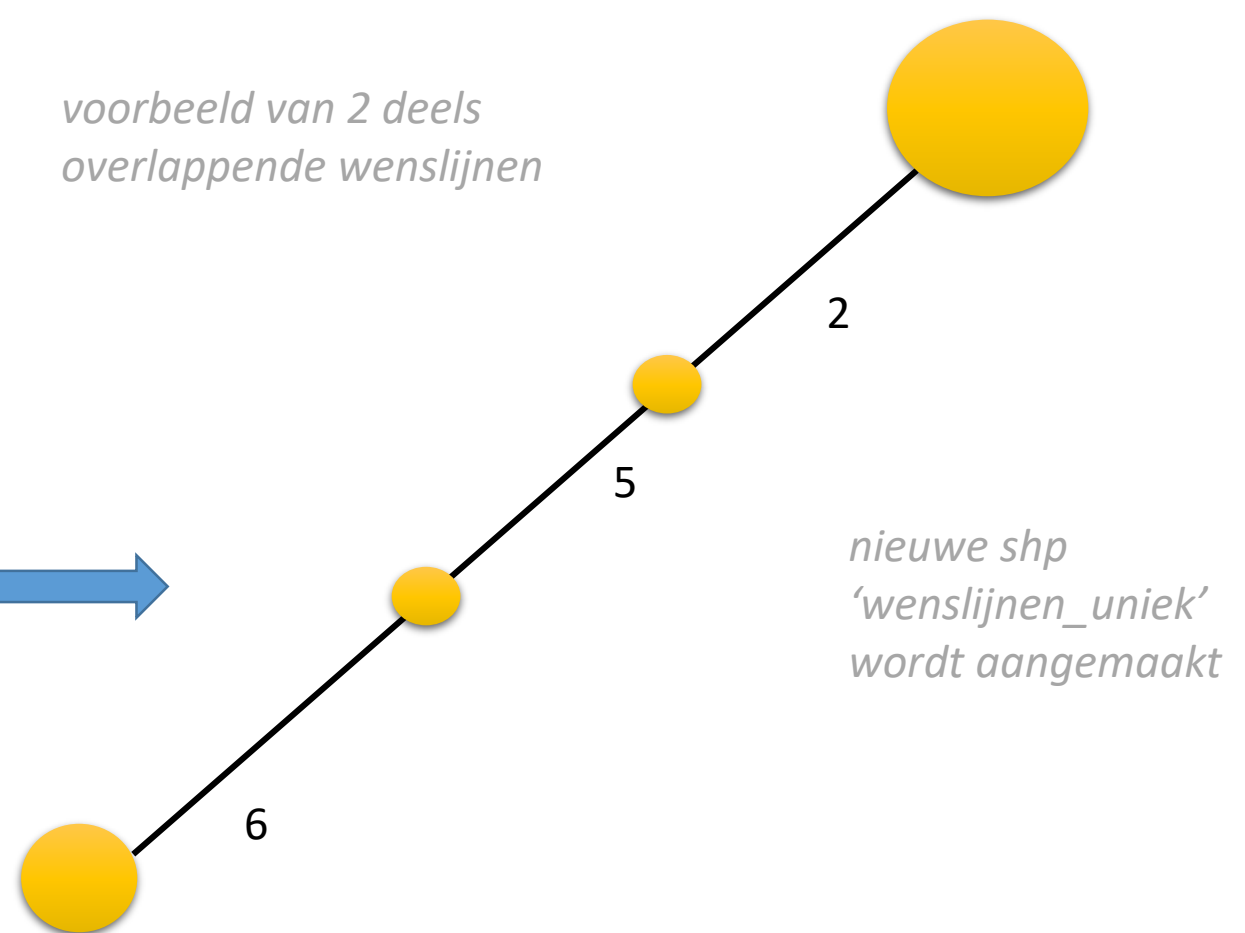 voorbeeld van 2 deels
overlappende wenslijnen
2
5
nieuwe shp
‘wenslijnen_uniek’
wordt aangemaakt
6